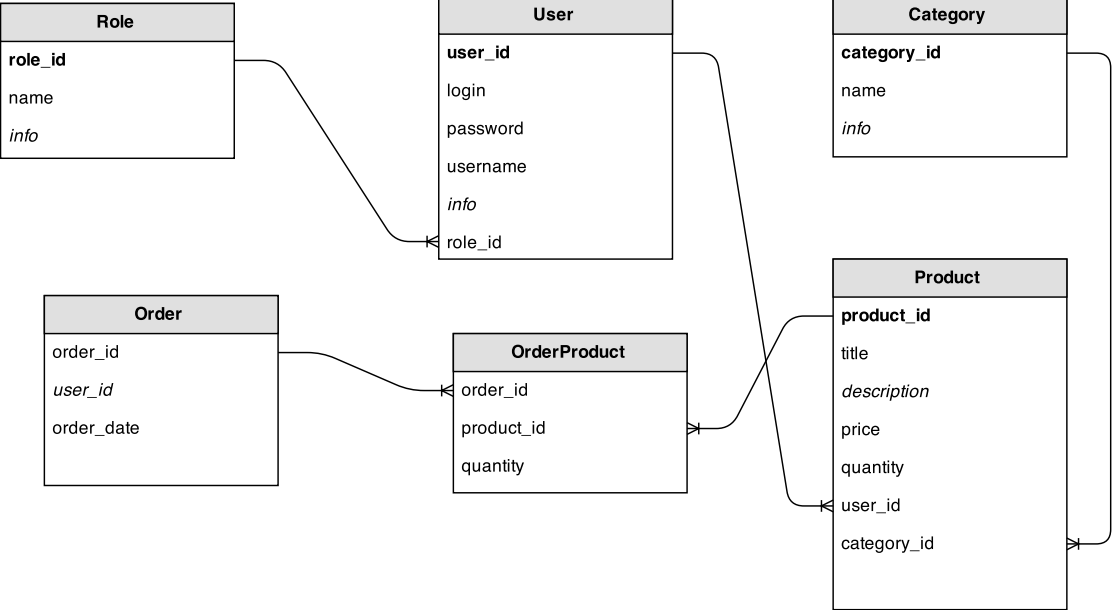 Role
role_id
name
info
User
user_id
login
password
username
info
role_id
Category
category_id
name
info
Order
order_id
user_id
order_date
OrderProduct
order_id
product_id
quantity
Product
product_id
title
description
price
quantity
user_id
category_id